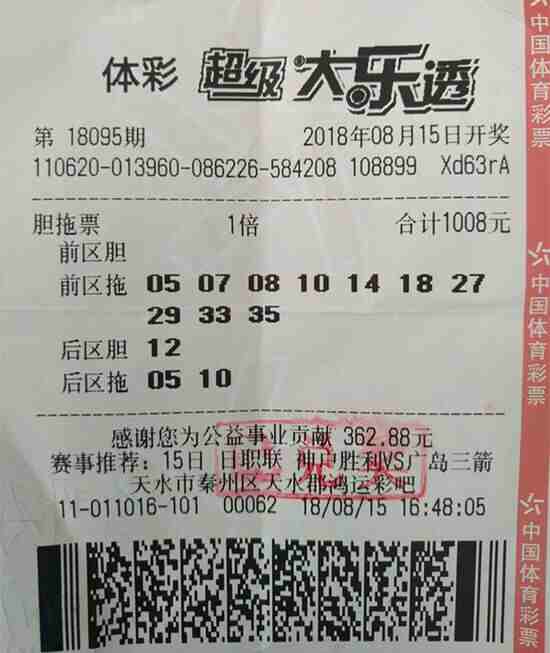 体彩 超级大乐透
第 18095期 2018年08月15日开奖
110620-013960-086226-584208 108899 Xd63rA
胆拖票 1倍 合计1008元
前区胆
前区拖 05 07 08 10 14 18 27
29 33 35
后区胆 12
后区拖 05 10
感谢您为公益事业贡献 362.88元
赛事推荐: 15日 日职联 神户胜利VS广岛三箭
天水市秦州区天水郡鸿运彩吧
11-011016-101 00062 18/08/15 16:48:05
中国体育彩票
中国体育彩票
中国体育彩票